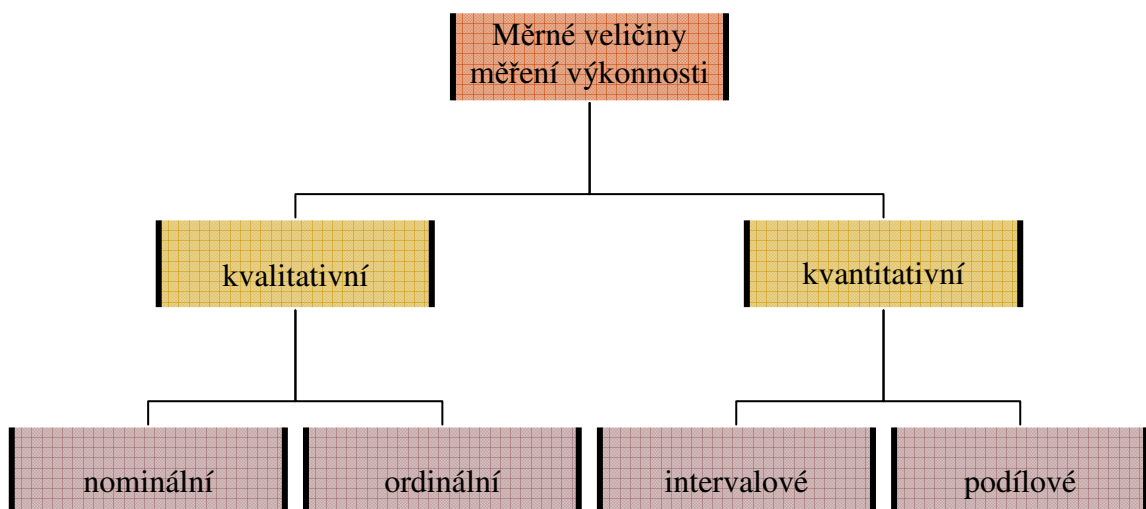 Měrné veličiny
měření výkonnosti
kvalitativní
kvantitativní
nominální
ordinální
intervalové
podílové